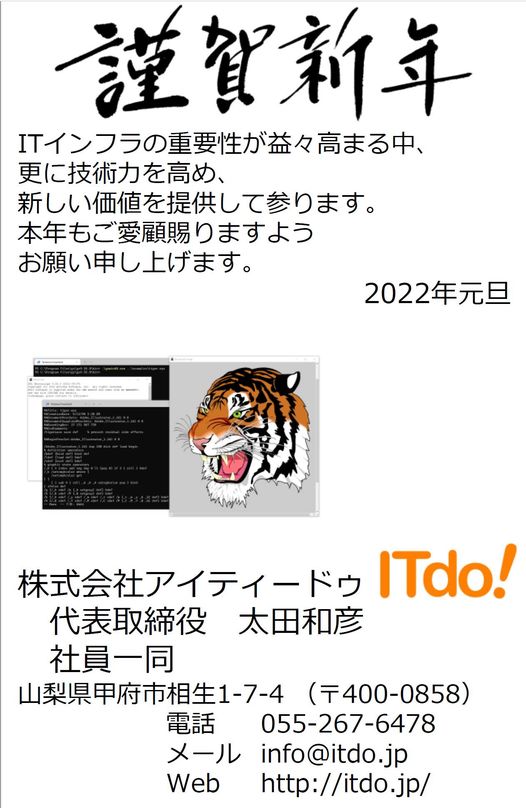 謹賀新年
ITインフラの重要性が益々高まる中、
更に技術力を高め、
新しい価値を提供して参ります。
本年もご愛顧賜りますよう
お願い申し上げます。
2022年元旦
株式会社アイティードゥ ITdo!
代表取締役 太田和彦
社員一同
山梨県甲府市相生1-7-4 （〒400-0858）
電話 055-267-6478
メール info@itdo.jp
Web http://itdo.jp/